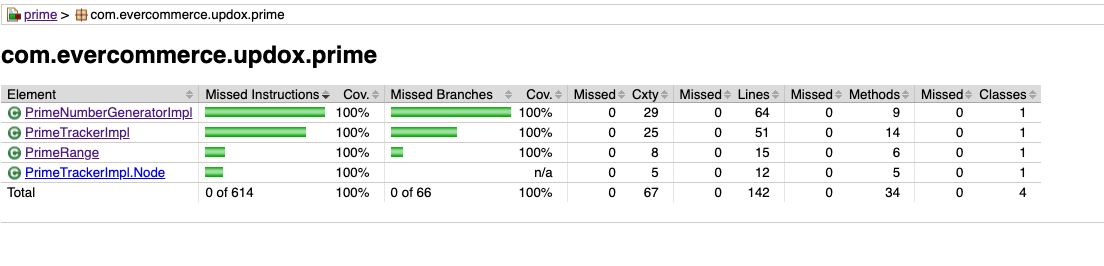 prime > com.evercommerce.updox.prime
com.evercommerce.updox.prime
Element Missed Instructions Cov. Missed Branches Cov. Missed Cxty Missed Lines Missed Methods Missed Classes
C PrimeNumberGeneratorImpl 100% 100% 0 29 0 64 0 9 0 1
C PrimeTrackerImpl 100% 100% 0 25 0 51 0 14 0 1
C PrimeRange 100% 100% 0 8 0 15 0 6 0 1
C PrimeTrackerImpl.Node 100% n/a 0 5 0 12 0 5 0 1
Total 0 of 614 100% 0 of 66 100% 0 67 0 142 0 34 0 4